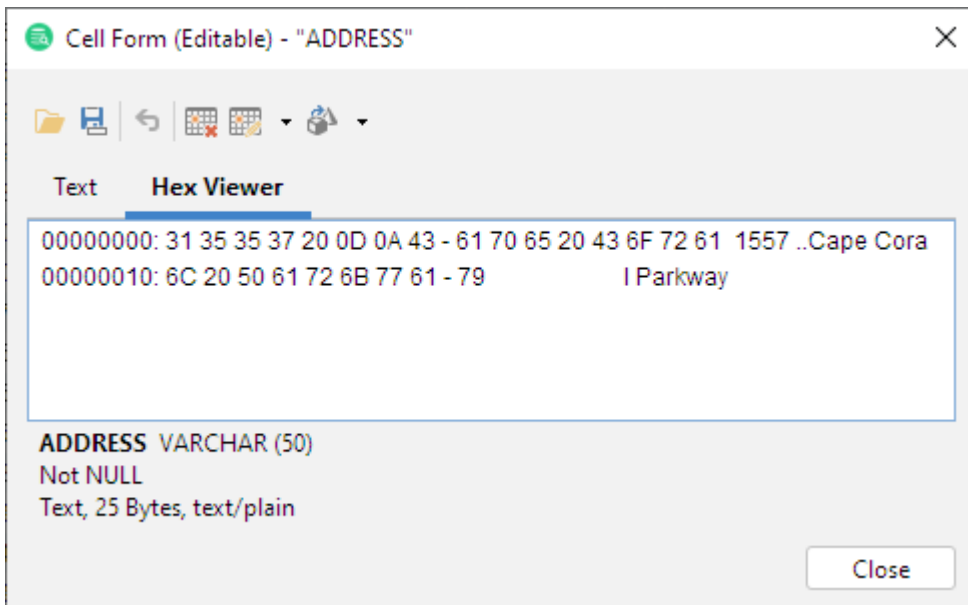 Cell Form (Editable) - "ADDRESS"
Text Hex Viewer
00000000: 31 35 35 37 20 0D 0A 43 - 61 70 65 20 43 6F 72 61 1557 ..Cape Cora
00000010: 6C 20 50 61 72 6B 77 61 - 79 l Parkway
ADDRESS VARCHAR (50)
Not NULL
Text, 25 Bytes, text/plain
Close